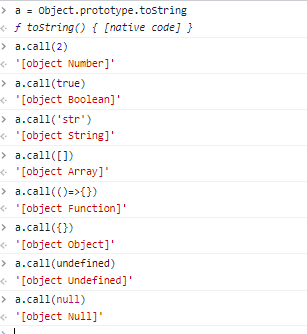 > a = Object.prototype.toString
< ƒ toString() { [native code] }
> a.call(2)
< '[object Number]'
> a.call(true)
< '[object Boolean]'
> a.call('str')
< '[object String]'
> a.call([])
< '[object Array]'
> a.call(()=>{})
< '[object Function]'
> a.call({})
< '[object Object]'
> a.call(undefined)
< '[object Undefined]'
> a.call(null)
< '[object Null]'